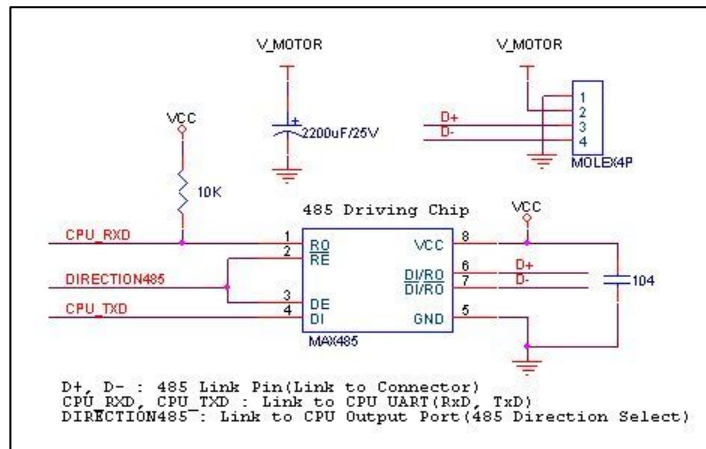 V_MOTOR
V_MOTOR
VCC
+
2200uF/25V
1
2
3
4
D+
D-
MOLEX4P
10K
485 Driving Chip
VCC
CPU_RXD
1
RO
VCC
8
2
RE
DIRECTION485
6
DI/RO
D+
7
DI/RO
D-
104
3
DE
CPU_TXD
4
DI
GND
5
MAX485
D+, D- : 485 Link Pin(Link to Connector)
CPU_RXD, CPU_TXD : Link to CPU UART(RxD, TxD)
DIRECTION485 : Link to CPU Output Port(485 Direction Select)